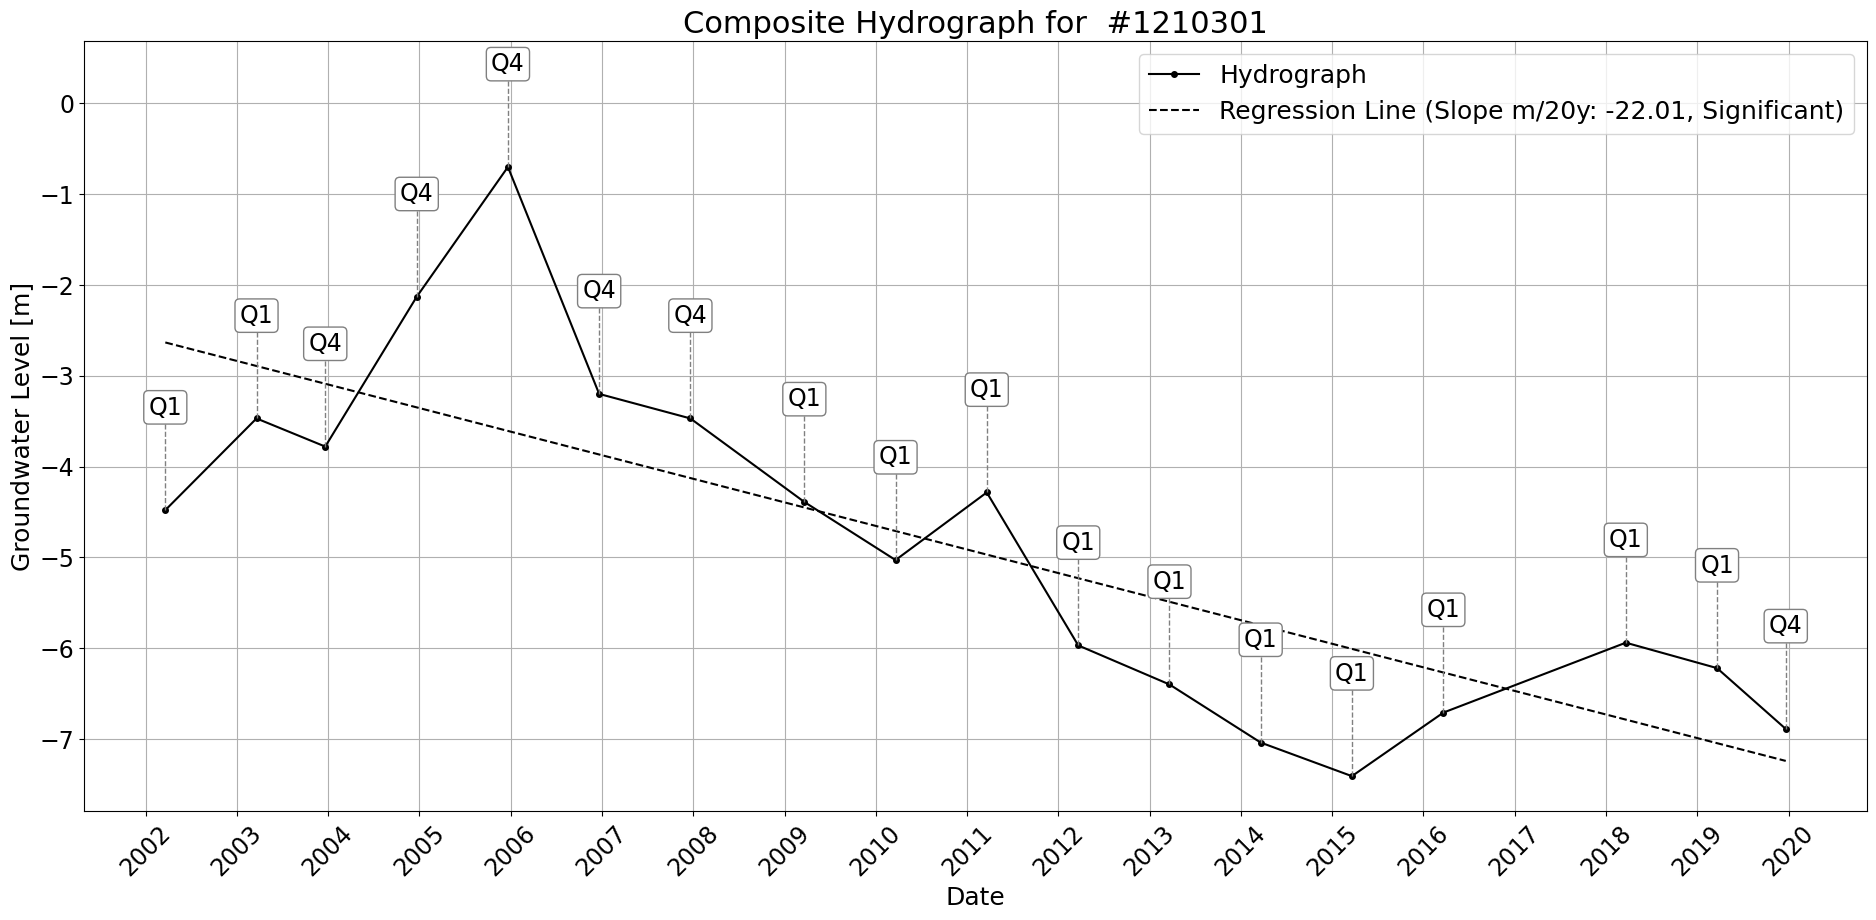 Composite Hydrograph for  #1210301
Hydrograph
Regression Line (Slope m/20y: -22.01, Significant)
Groundwater Level [m]
0
−1
−2
−3
−4
−5
−6
−7
Q1
Q1
Q4
Q4
Q4
Q4
Q4
Q1
Q1
Q1
Q1
Q1
Q1
Q1
Q1
Q1
Q1
Q4
2002
2003
2004
2005
2006
2007
2008
2009
2010
2011
2012
2013
2014
2015
2016
2017
2018
2019
2020
Date